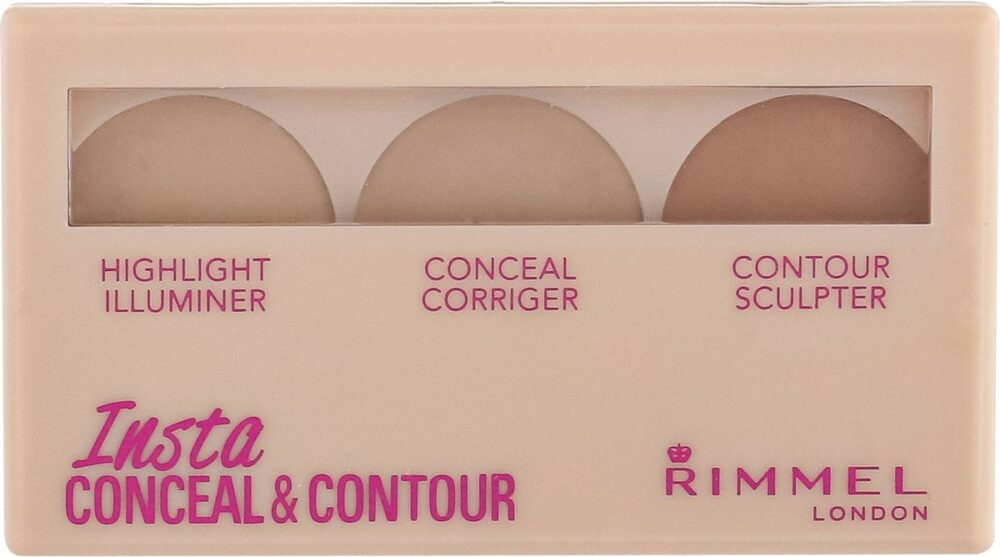 HIGHLIGHT
ILLUMINER
CONCEAL
CORRIGER
CONTOUR
SCULPTER
Insta
CONCEAL & CONTOUR
RIMMEL
LONDON